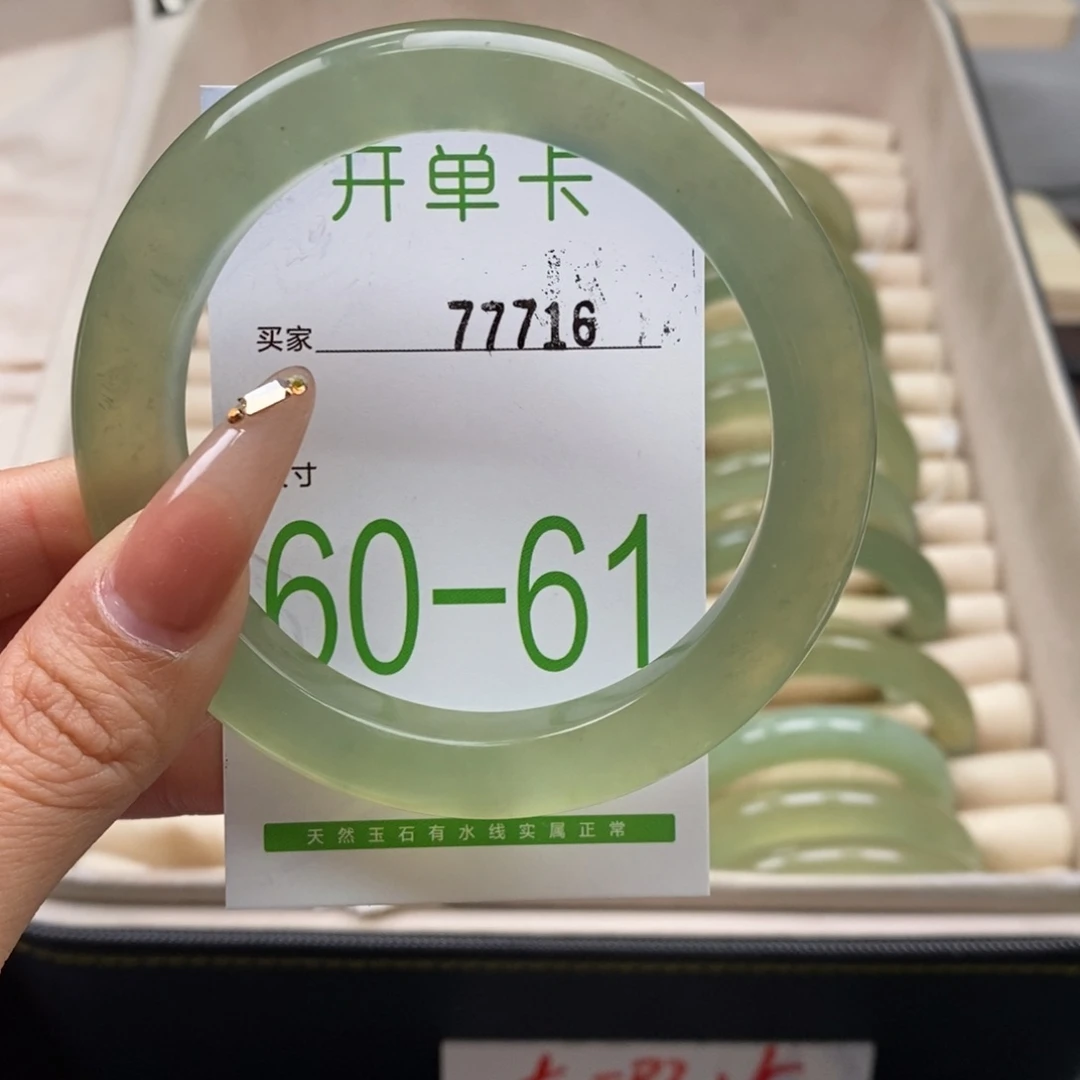 开单卡
买家 77716
寸
60-61
天然玉石有水线实属正常